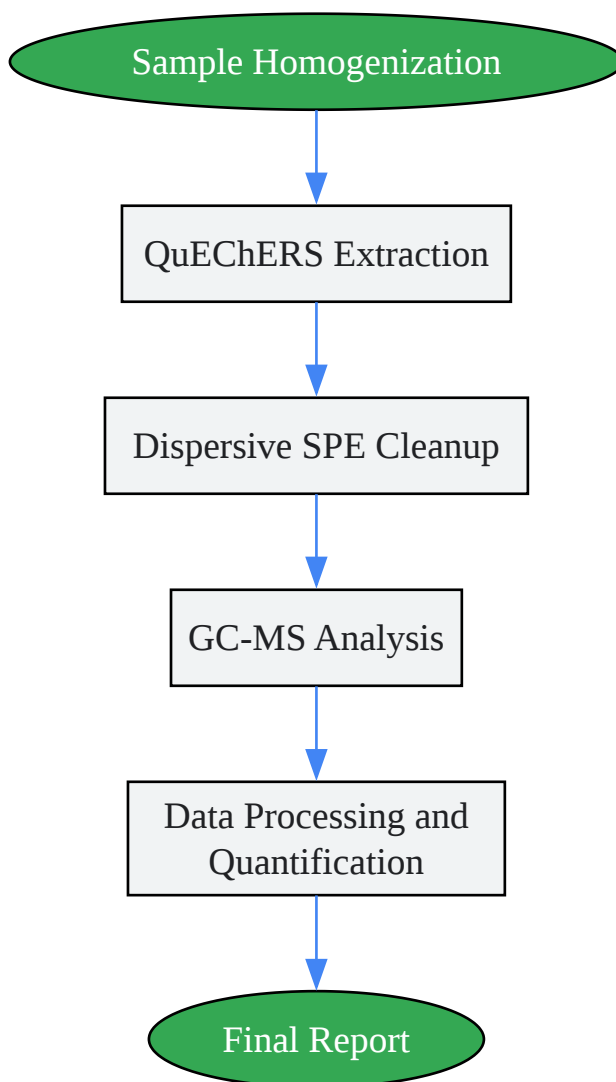 Sample Homogenization
QuEChERS Extraction
Dispersive SPE Cleanup
GC-MS Analysis
Data Processing and
Quantification
Final Report